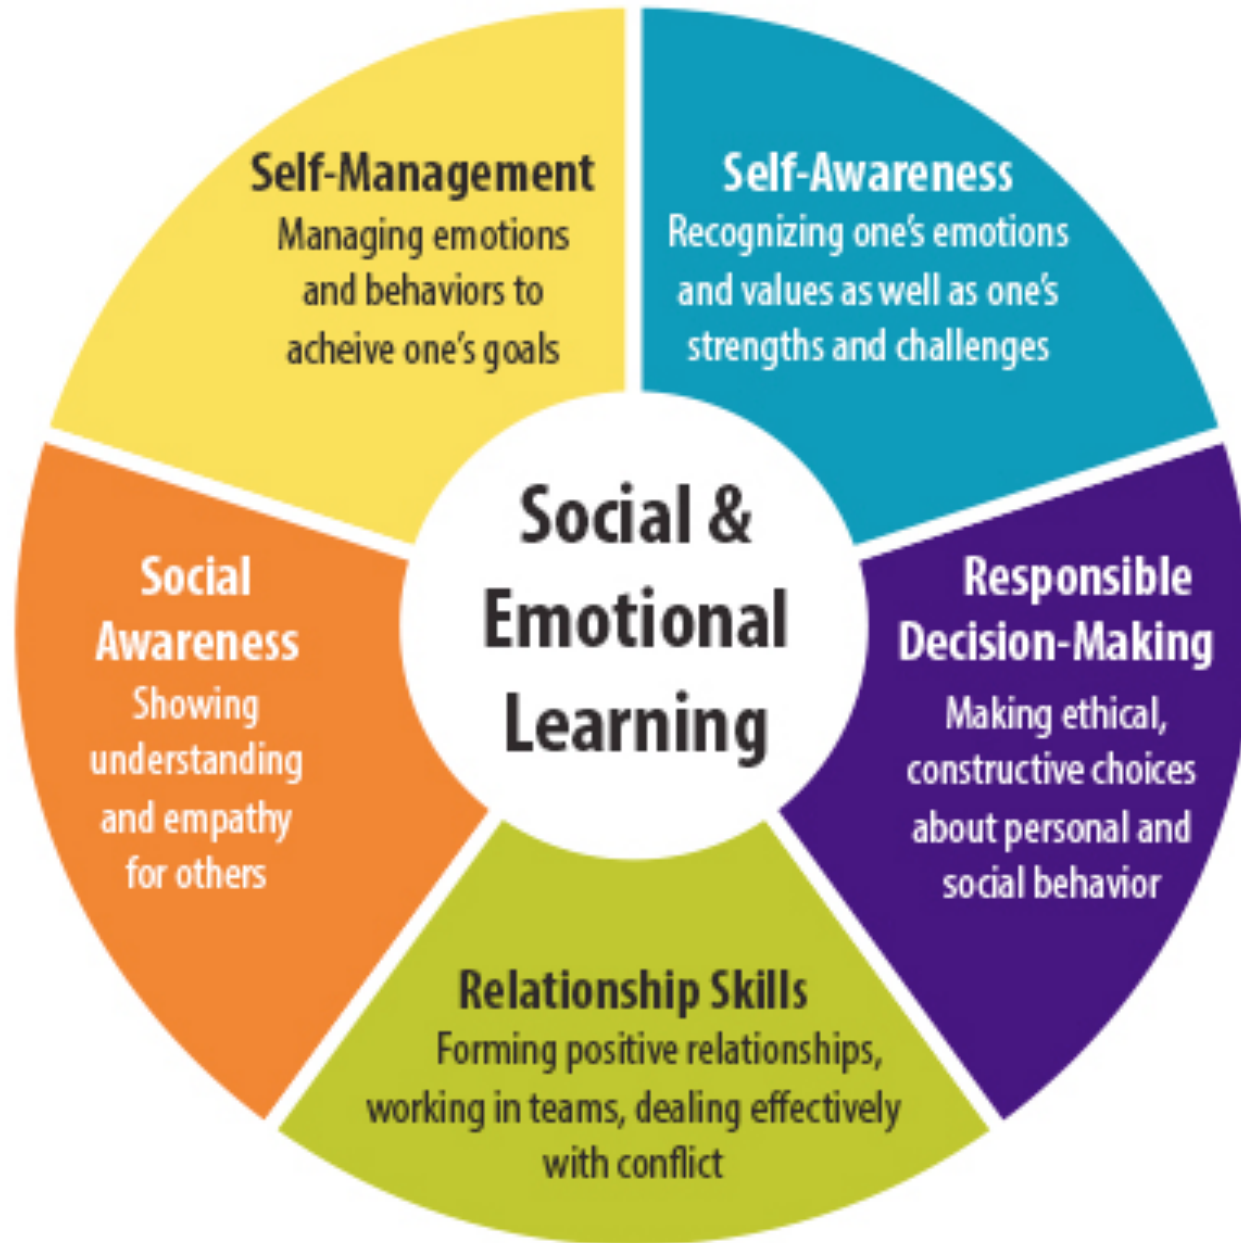 Self-Management
Managing emotions
and behaviors to
acheive one's goals
Self-Awareness
Recognizing one's emotions
and values as well as one's
strengths and challenges
Social &
Emotional
Learning
Social
Awareness
Showing
understanding
and empathy
for others
Responsible
Decision-Making
Making ethical,
constructive choices
about personal and
social behavior
Relationship Skills
Forming positive relationships,
working in teams, dealing effectively
with conflict